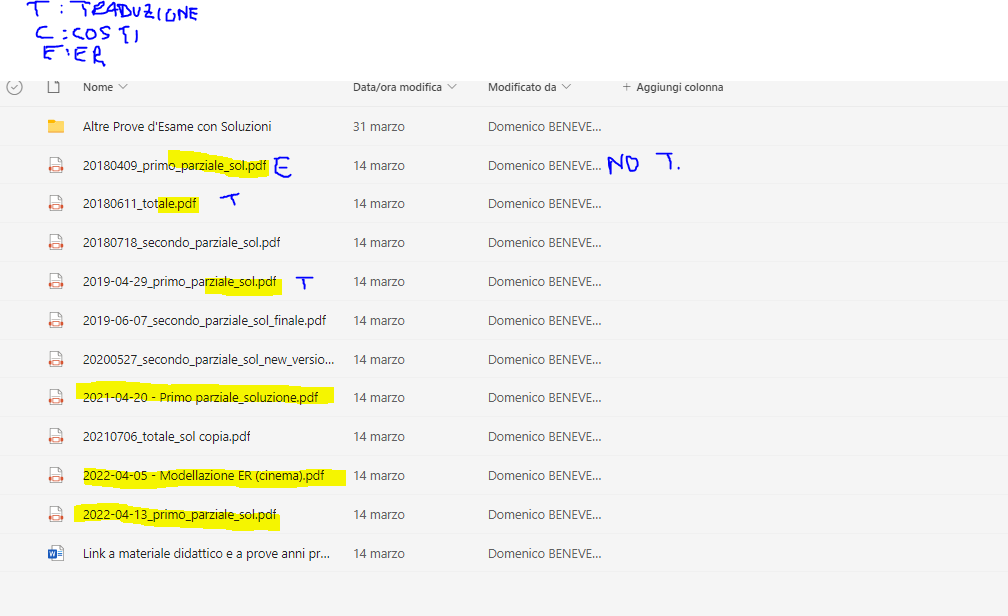 T : TRADUZIONE
C : COSTI
E : ER
Nome Data/ora modifica Modificato da + Aggiungi colonna
Altre Prove d'Esame con Soluzioni 31 marzo Domenico BENEVE...
20180409_primo_parziale_sol.pdf E 14 marzo Domenico BENEVE... NO T.
20180611_totale.pdf T 14 marzo Domenico BENEVE...
20180718_secondo_parziale_sol.pdf 14 marzo Domenico BENEVE...
2019-04-29_primo_parziale_sol.pdf T 14 marzo Domenico BENEVE...
2019-06-07_secondo_parziale_sol_finale.pdf 14 marzo Domenico BENEVE...
20200527_secondo_parziale_sol_new_versio... 14 marzo Domenico BENEVE...
2021-04-20 - Primo parziale_soluzione.pdf 14 marzo Domenico BENEVE...
20210706_totale_sol copia.pdf 14 marzo Domenico BENEVE...
2022-04-05 - Modellazione ER (cinema).pdf 14 marzo Domenico BENEVE...
2022-04-13_primo_parziale_sol.pdf 14 marzo Domenico BENEVE...
Link a materiale didattico e a prove anni pr... 14 marzo Domenico BENEVE...